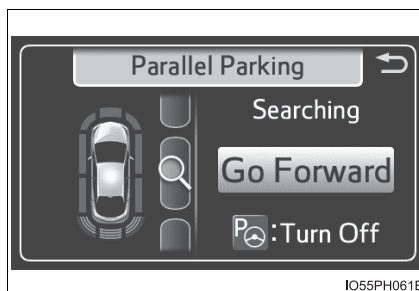 Parallel Parking
Searching
Go Forward
P:Turn Off
IO55PH061E